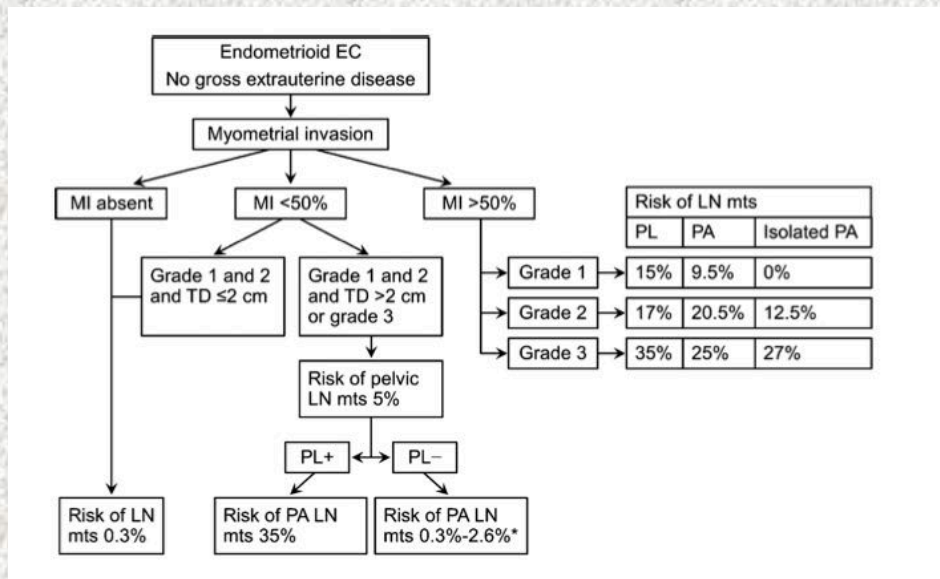 Endometrioid EC
No gross extrauterine disease
Myometrial invasion
MI absent
MI <50%
MI >50%
Risk of LN mts
PL PA Isolated PA
Grade 1 and 2
and TD ≤2 cm
Grade 1 and 2
and TD >2 cm
or grade 3
Grade 1 15% 9.5% 0%
Grade 2 17% 20.5% 12.5%
Grade 3 35% 25% 27%
Risk of pelvic
LN mts 5%
PL+
PL−
Risk of LN
mts 0.3%
Risk of PA LN
mts 35%
Risk of PA LN
mts 0.3%-2.6%*